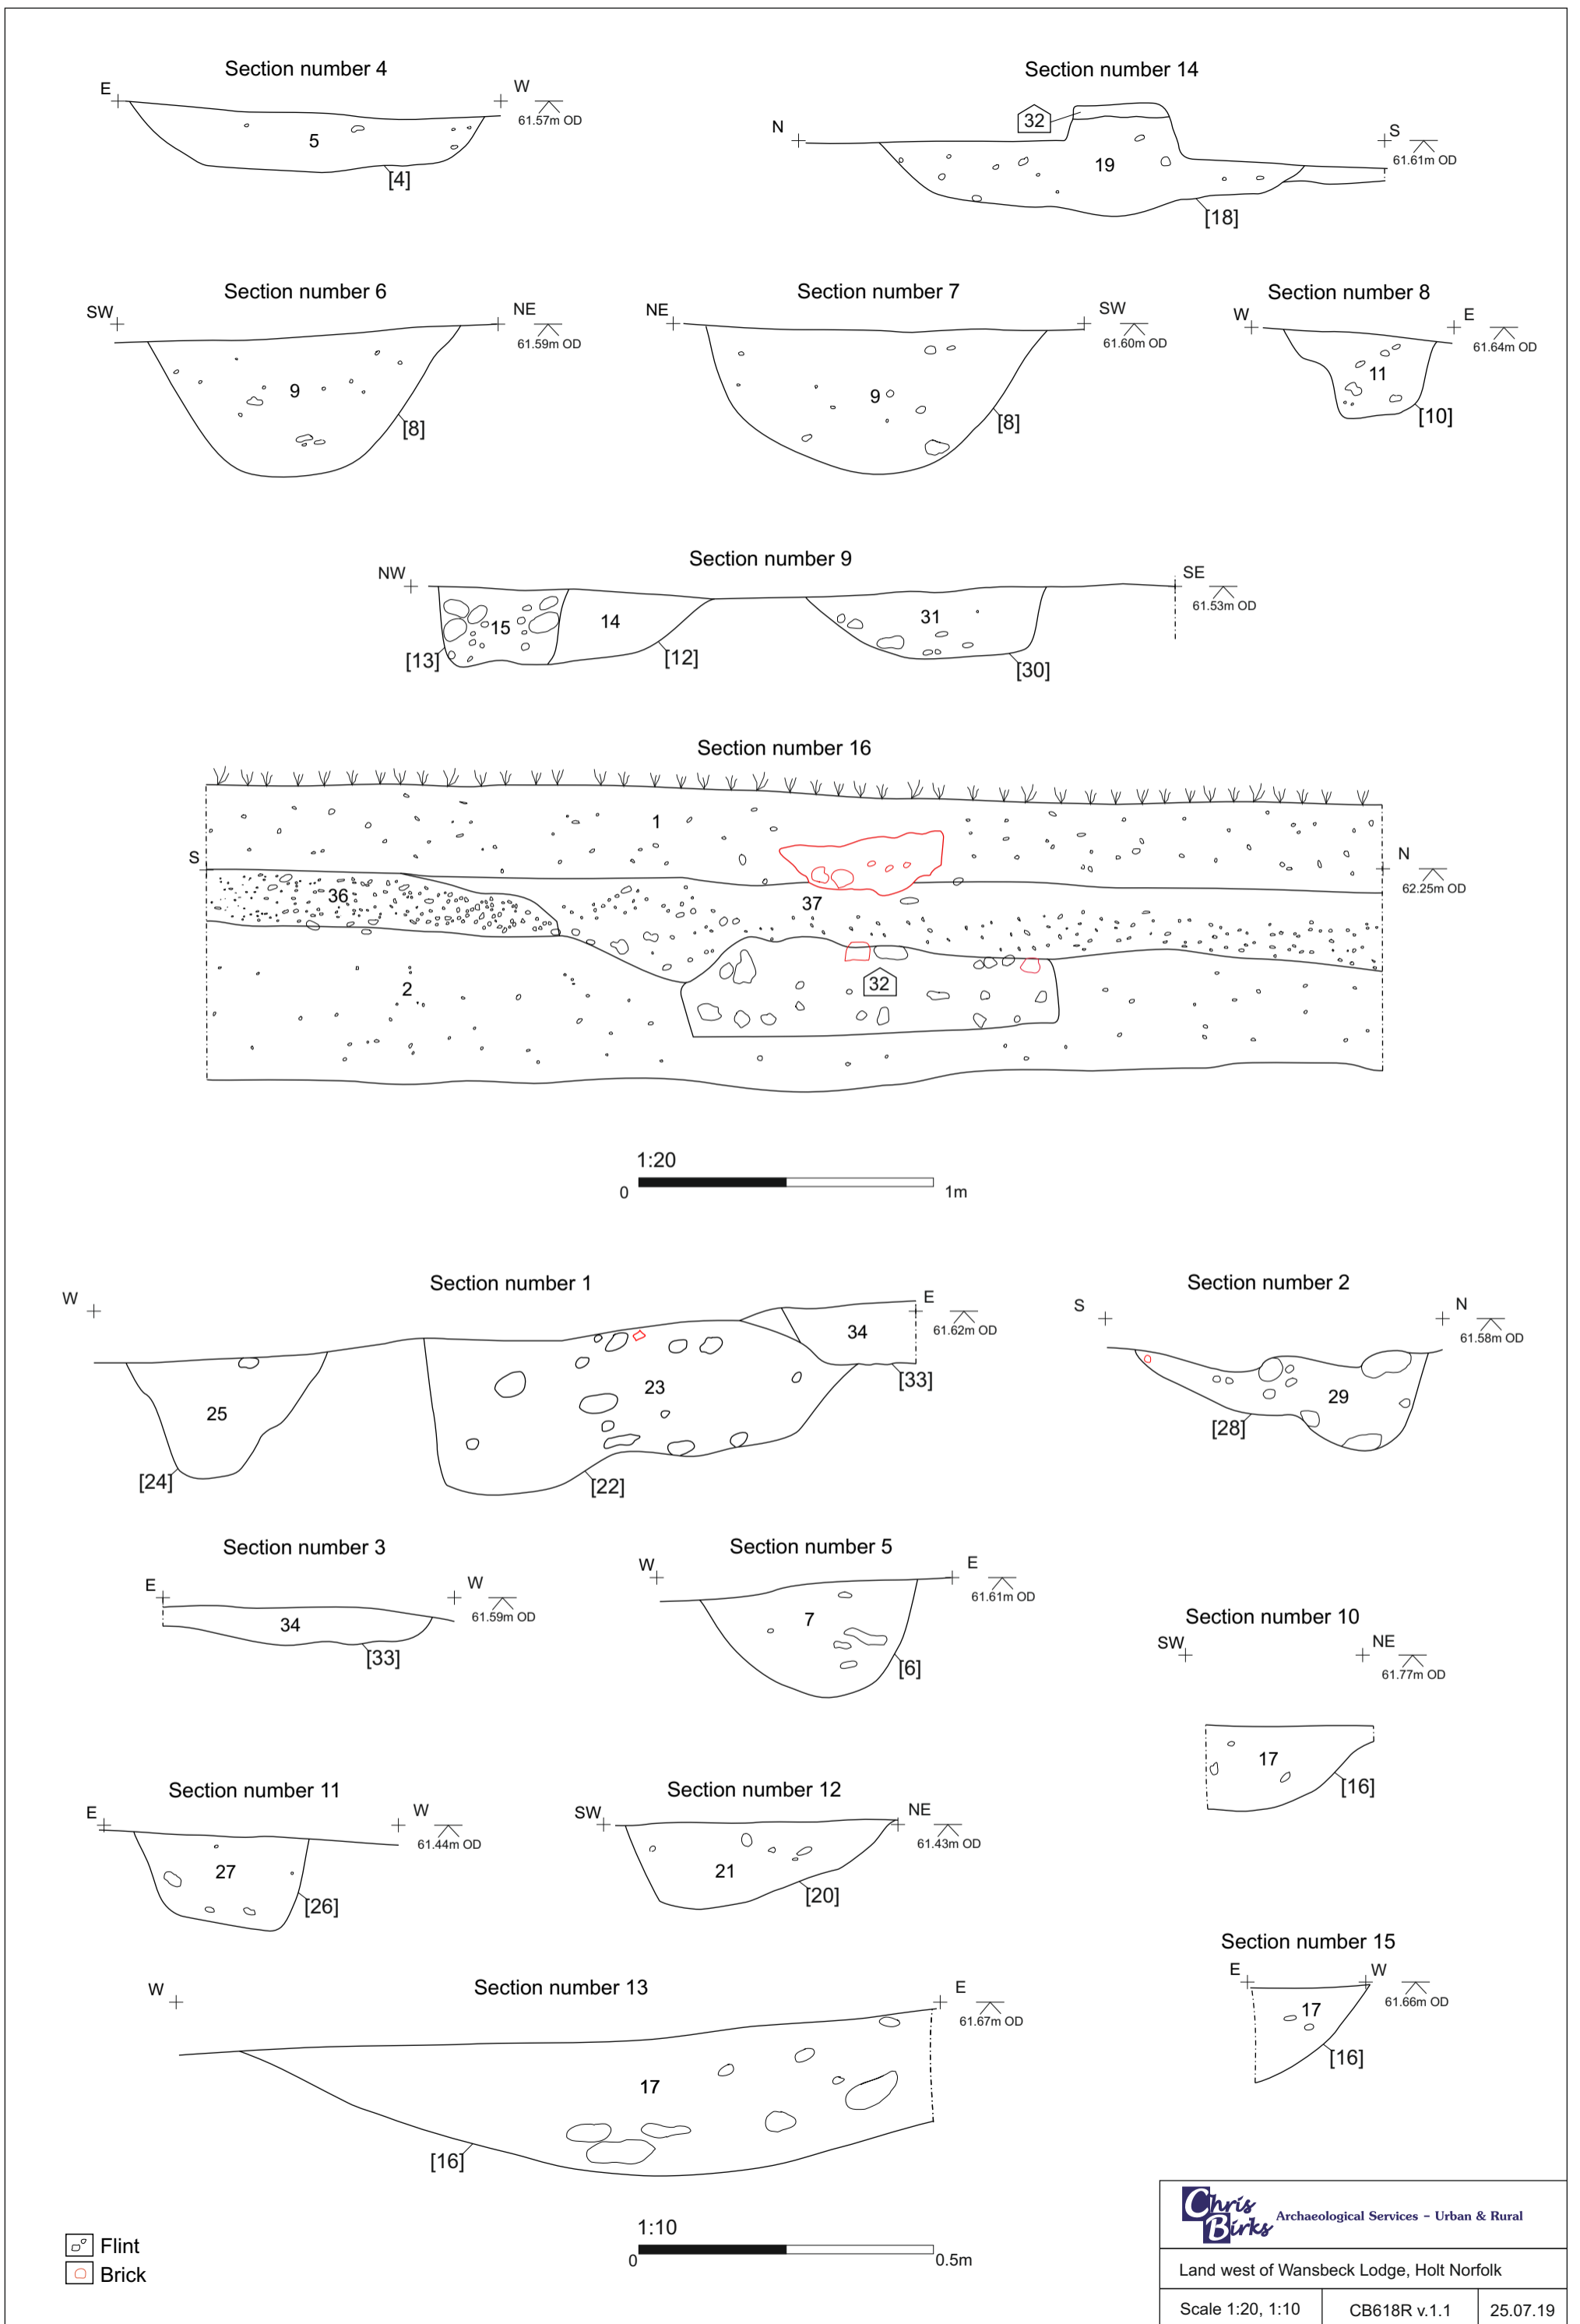 Section number 4
E
W
61.57m OD
5
[4]
Section number 14
N
32
S
61.61m OD
19
[18]
Section number 6
SW
NE
61.59m OD
9
[8]
Section number 7
NE
SW
61.60m OD
9
[8]
Section number 8
W
E
61.64m OD
11
[10]
Section number 9
NW
SE
61.53m OD
15
14
31
[13]
[12]
[30]
Section number 16
1
S
N
62.25m OD
36
37
2
32
1:20
0
1m
Section number 1
W
E
61.62m OD
34
23
25
[33]
[24]
[22]
Section number 2
S
N
61.58m OD
29
[28]
Section number 3
E
W
61.59m OD
34
[33]
Section number 5
W
E
61.61m OD
7
[6]
Section number 10
SW
NE
61.77m OD
17
[16]
Section number 11
E
W
61.44m OD
27
[26]
Section number 12
SW
NE
61.43m OD
21
[20]
Section number 15
E
W
61.66m OD
17
[16]
Section number 13
W
E
61.67m OD
17
[16]
1:10
0
0.5m
Flint
Brick
Chris
Birks
Archaeological Services - Urban & Rural
Land west of Wansbeck Lodge, Holt Norfolk
Scale 1:20, 1:10
CB618R v.1.1
25.07.19